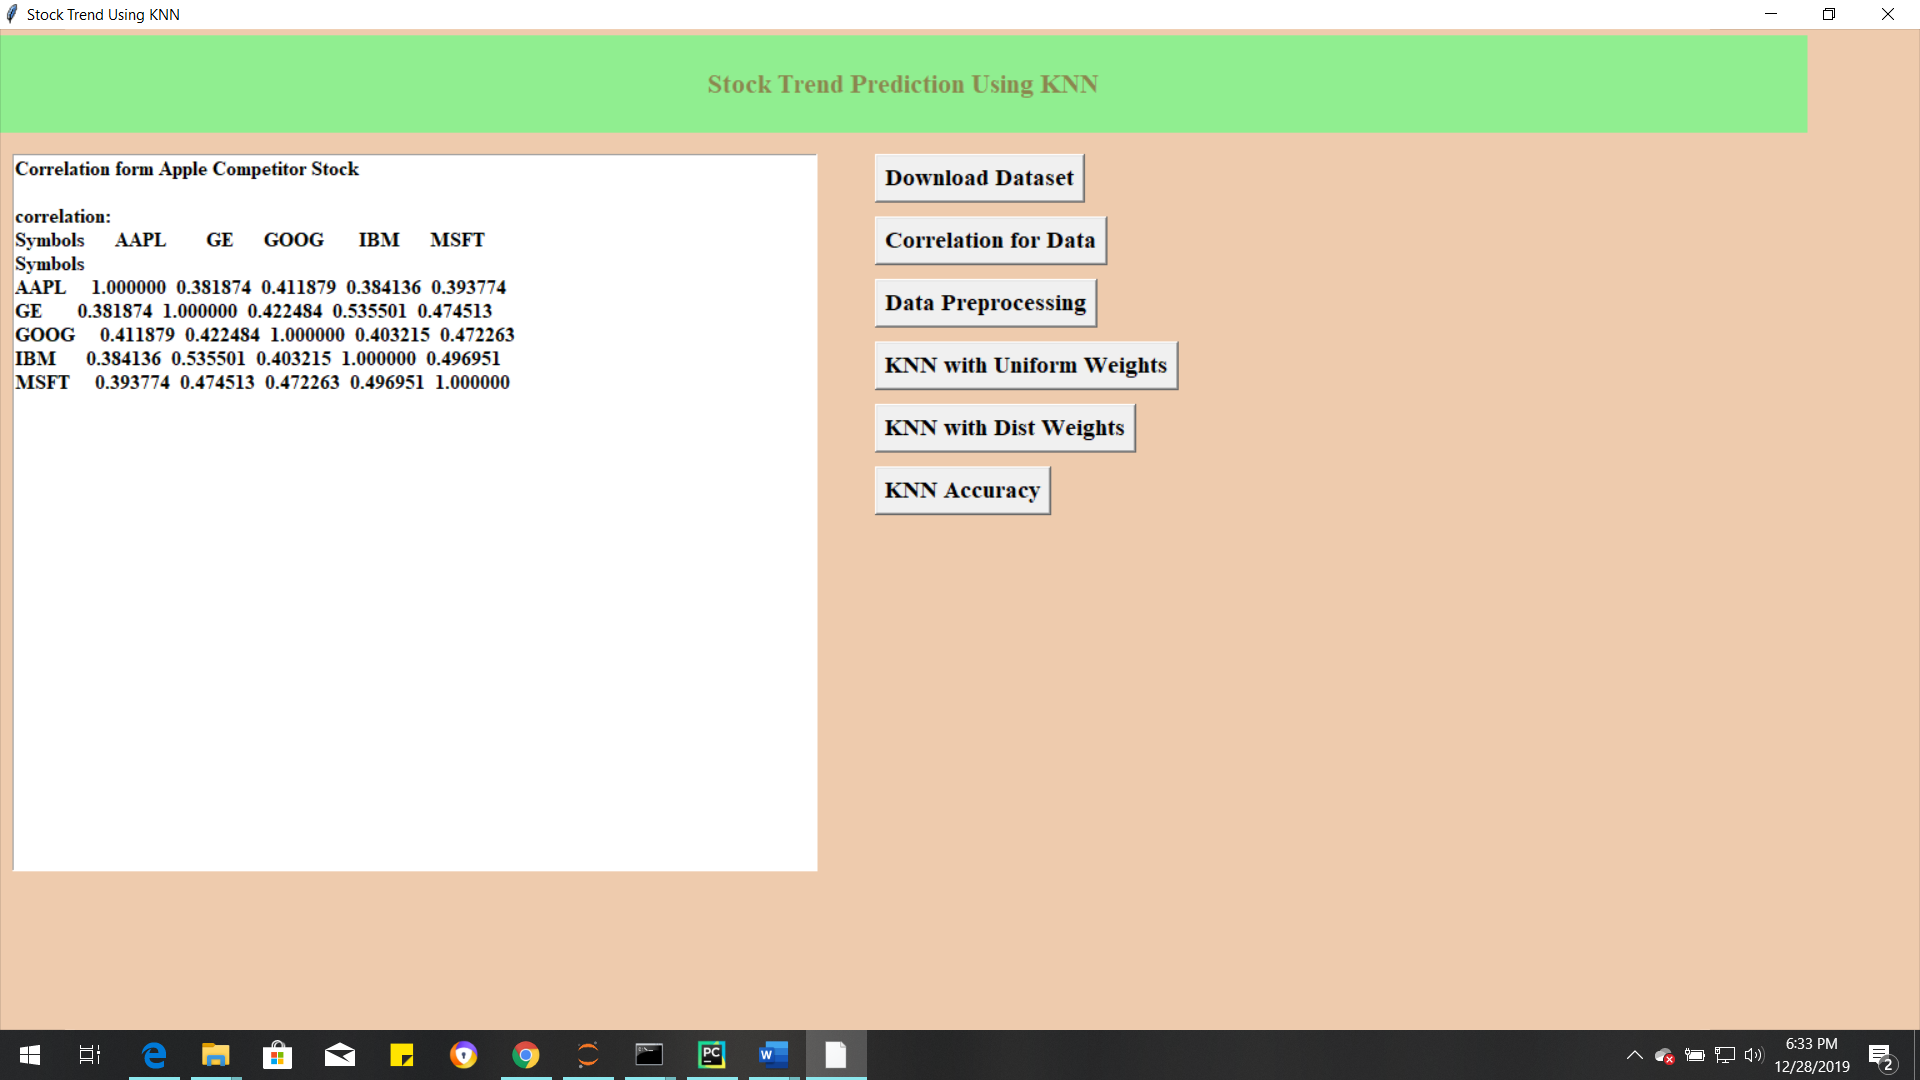 Stock Trend Using KNN
Stock Trend Prediction Using KNN
Correlation form Apple Competitor Stock
correlation:
Symbols AAPL GE GOOG IBM MSFT
Symbols
AAPL 1.000000 0.381874 0.411879 0.384136 0.393774
GE 0.381874 1.000000 0.422484 0.535501 0.474513
GOOG 0.411879 0.422484 1.000000 0.403215 0.472263
IBM 0.384136 0.535501 0.403215 1.000000 0.496951
MSFT 0.393774 0.474513 0.472263 0.496951 1.000000
Download Dataset
Correlation for Data
Data Preprocessing
KNN with Uniform Weights
KNN with Dist Weights
KNN Accuracy
PC
W
6:33 PM
12/28/2019
2